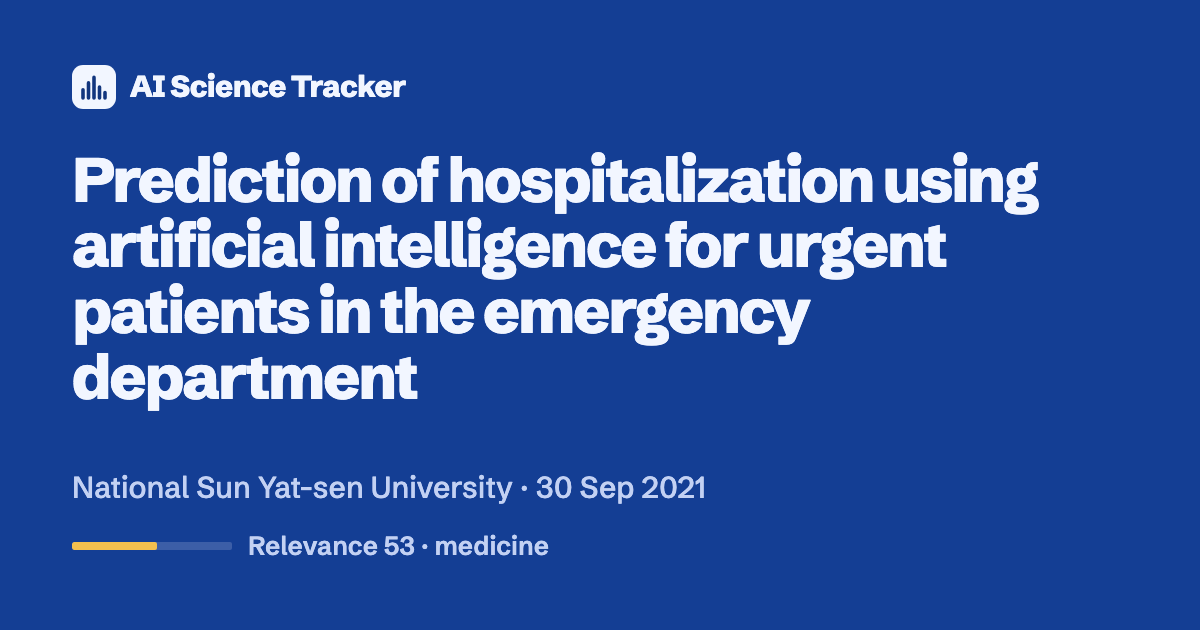 AI Science Tracker
Prediction of hospitalization using
artificial intelligence for urgent
patients in the emergency
department
National Sun Yat-sen University · 30 Sep 2021
Relevance 53 · medicine